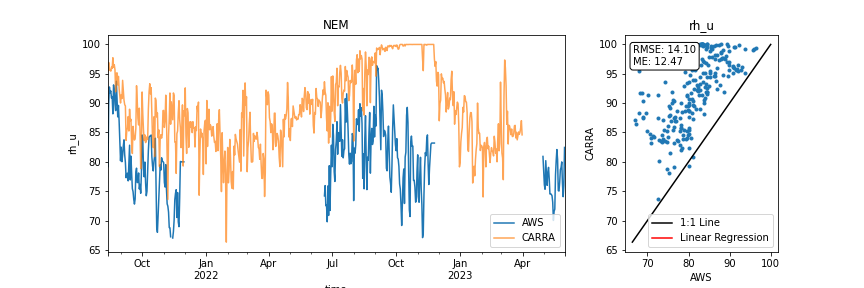 NEM
rh_u
100
95
90
85
80
75
70
65
rh_u
Oct
Jan
2022
Apr
Jul
Oct
Jan
2023
Apr
time
AWS
CARRA
rh_u
RMSE: 14.10
ME: 12.47
100
95
90
85
80
75
70
65
CARRA
70
80
90
100
AWS
1:1 Line
Linear Regression